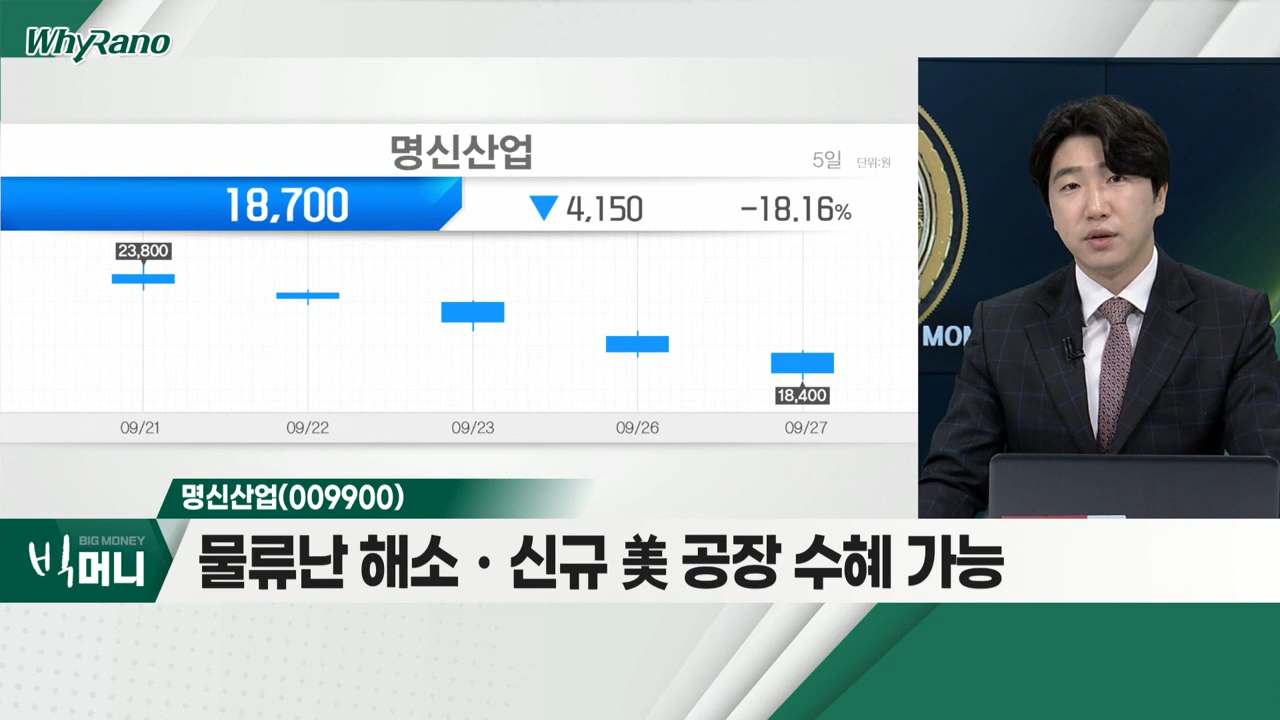 WhyRano
명신산업
5일 단위:원
18,700 ▼ 4,150 -18.16%
23,800
18,400
09/21 09/22 09/23 09/26 09/27
MON
명신산업(009900)
BIG MONEY
빅머니
물류난 해소 · 신규 美 공장 수혜 가능